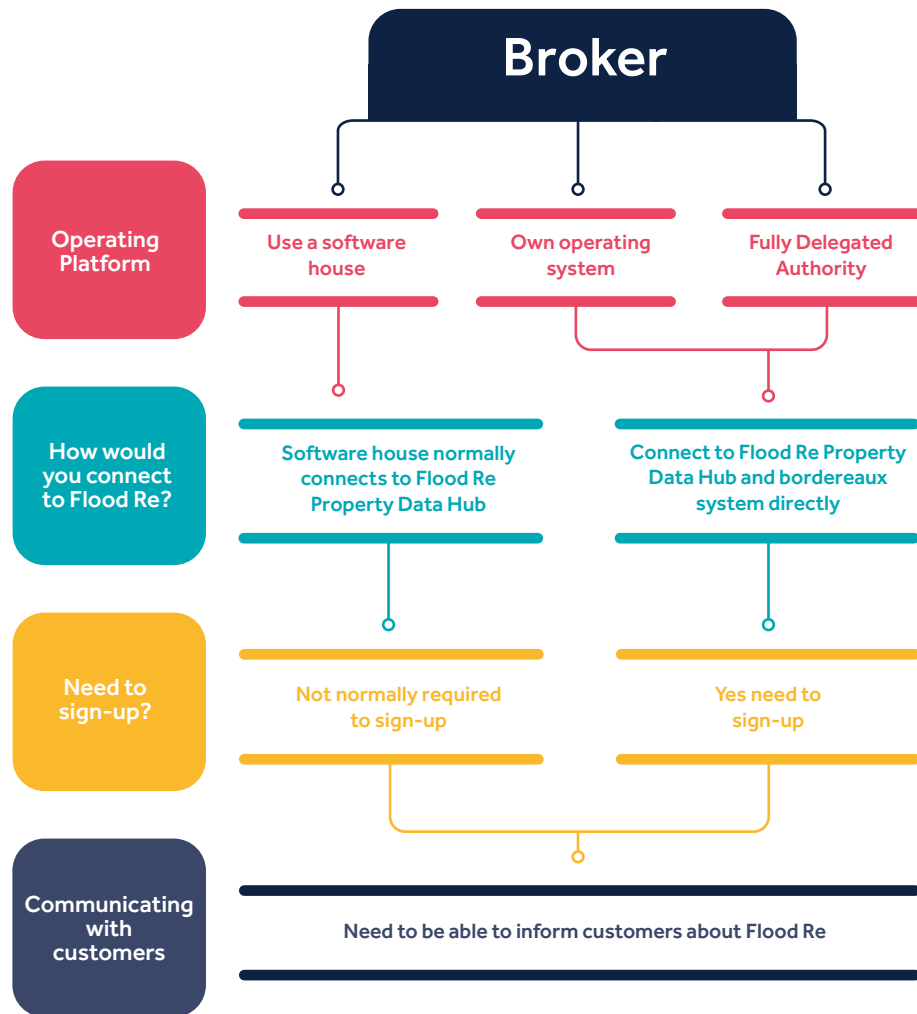 Broker
Operating
Platform
Use a software
house
Own operating
system
Fully Delegated
Authority
How would
you connect
to Flood Re?
Software house normally
connects to Flood Re
Property Data Hub
Connect to Flood Re Property
Data Hub and bordereaux
system directly
Need to
sign-up?
Not normally required
to sign-up
Yes need to
sign-up
Communicating
with
customers
Need to be able to inform customers about Flood Re